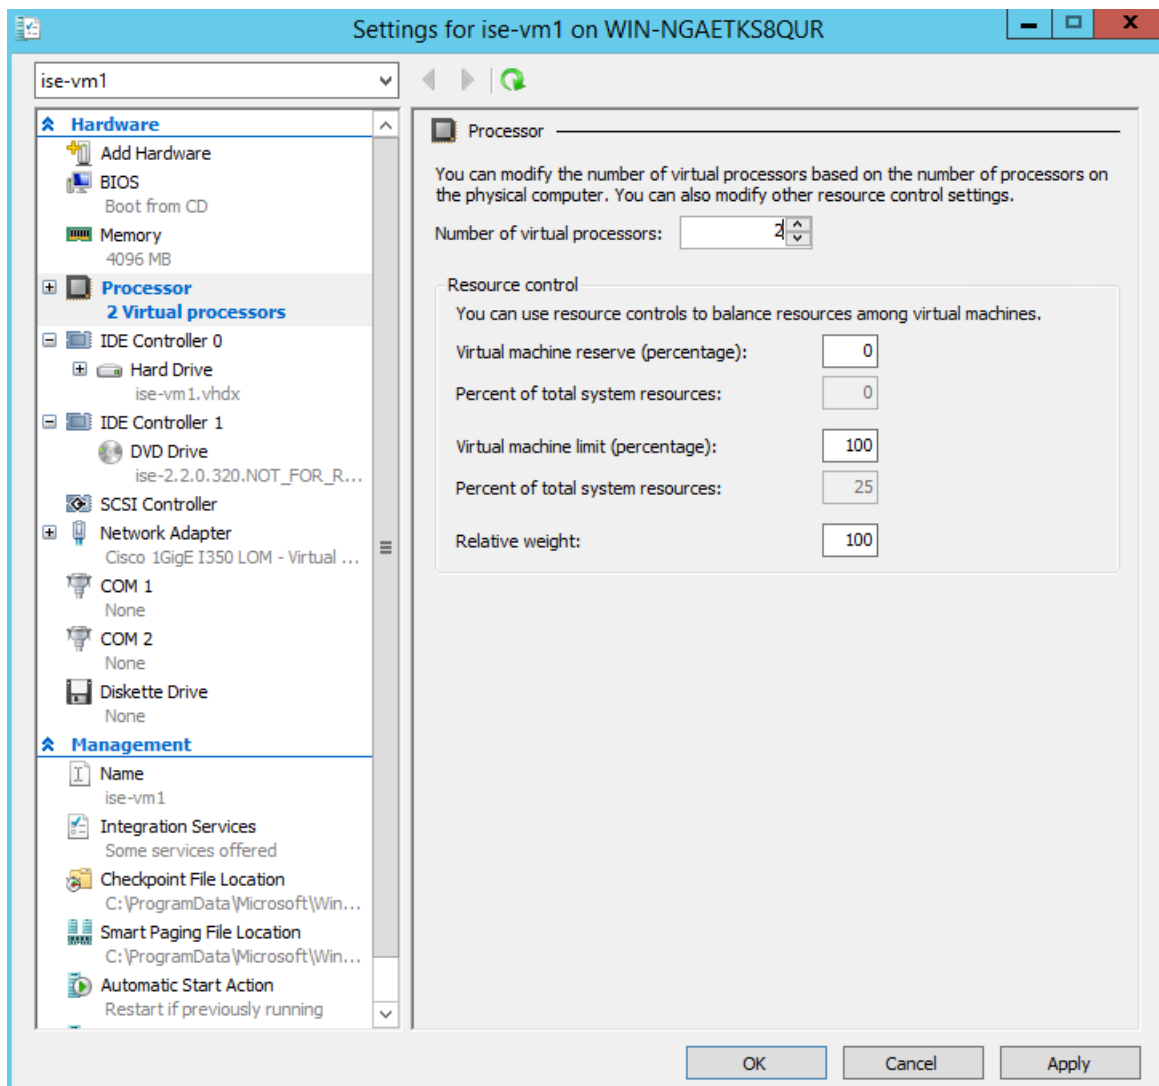 Settings for ise-vm1 on WIN-NGAETKS8QUR
X
ise-vm1
Hardware
Add Hardware
BIOS
Boot from CD
Memory
4096 MB
Processor
2 Virtual processors
IDE Controller 0
Hard Drive
ise-vm1.vhdx
IDE Controller 1
DVD Drive
ise-2.2.0.320.NOT_FOR_R...
SCSI Controller
Network Adapter
Cisco 1GigE I350 LOM - Virtual ...
COM 1
None
COM 2
None
Diskette Drive
None
Management
Name
ise-vm1
Integration Services
Some services offered
Checkpoint File Location
C:\ProgramData\Microsoft\Win...
Smart Paging File Location
C:\ProgramData\Microsoft\Win...
Automatic Start Action
Restart if previously running
Processor
You can modify the number of virtual processors based on the number of processors on
the physical computer. You can also modify other resource control settings.
Number of virtual processors: 2
Resource control
You can use resource controls to balance resources among virtual machines.
Virtual machine reserve (percentage): 0
Percent of total system resources: 0
Virtual machine limit (percentage): 100
Percent of total system resources: 25
Relative weight: 100
OK Cancel Apply